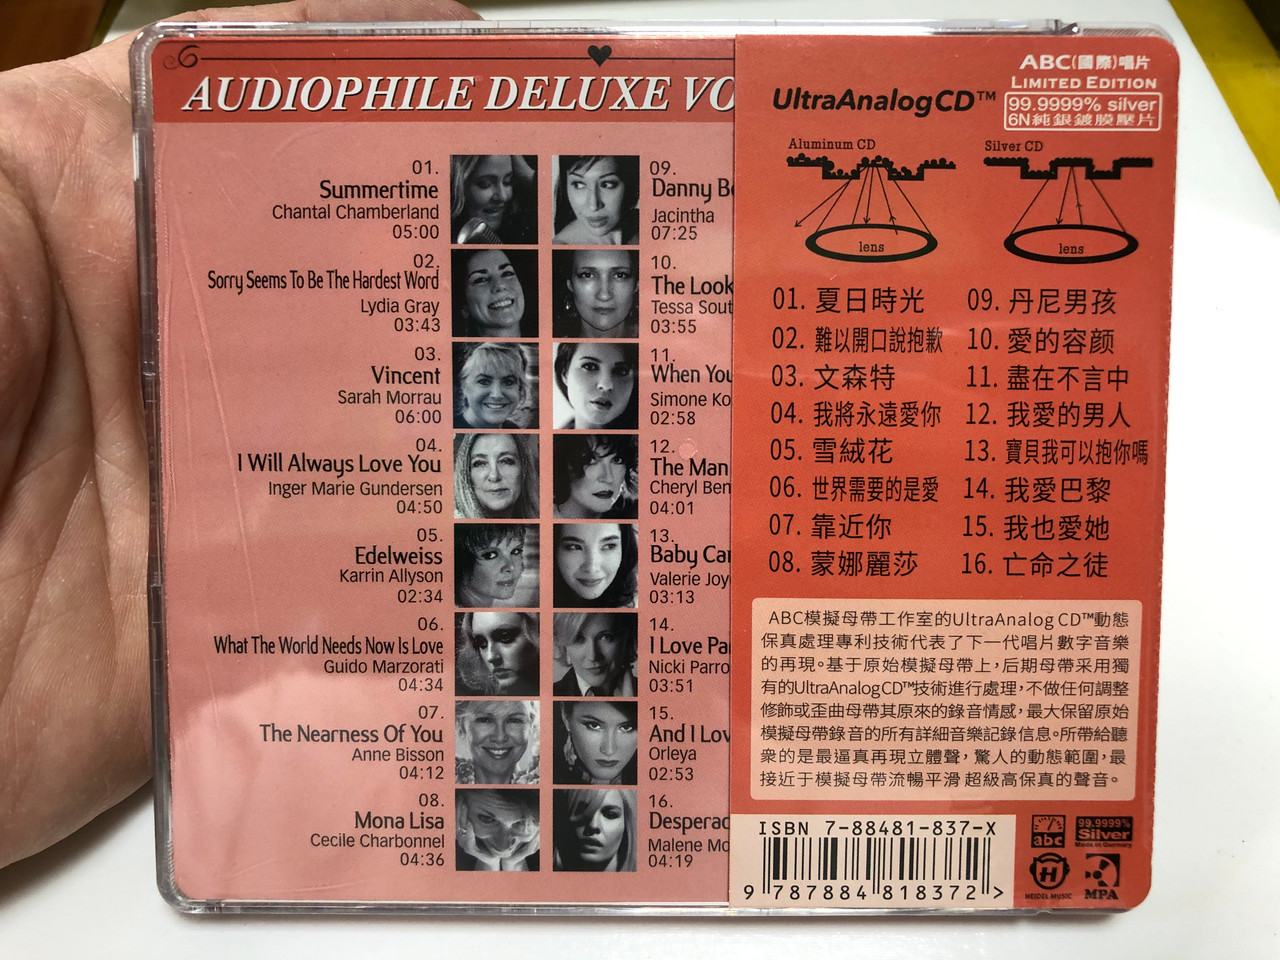 AUDIOPHILE DELUXE VO
01.
Summertime
Chantal Chamberland
05:00
02.
Sorry Seems To Be The Hardest Word
Lydia Gray
03:43
03.
Vincent
Sarah Morrau
06:00
04.
I Will Always Love You
Inger Marie Gundersen
04:50
05.
Edelweiss
Karrin Allyson
02:34
06.
What The World Needs Now Is Love
Guido Marzorati
04:34
07.
The Nearness Of You
Anne Bisson
04:12
08.
Mona Lisa
Cecile Charbonnel
04:36
09.
Danny Bo
Jacintha
07:25
10.
The Look
Tessa Sout
03:55
11.
When You
Simone Ko
02:58
12.
The Man
Cheryl Ben
04:01
13.
Baby Car
Valerie Joy
03:13
14.
I Love Pa
Nicki Parro
03:51
15.
And I Lov
Orleya
02:53
16.
Desperad
Malene Mo
04:19
ABC(國際)唱片
LIMITED EDITION
UltraAnalogCD™
99.9999% silver
6N純銀鍍膜壓片
Aluminum CD
Silver CD
lens
lens
01. 夏日時光
02. 難以開口說抱歉
03. 文森特
04. 我將永遠愛你
05. 雪絨花
06. 世界需要的是愛
07. 靠近你
08. 蒙娜麗莎
09. 丹尼男孩
10. 愛的容颜
11. 盡在不言中
12. 我愛的男人
13. 寶貝我可以抱你嗎
14. 我愛巴黎
15. 我也愛她
16. 亡命之徒
ABC模擬母帶工作室的UltraAnalog CD™動態
保真處理專利技術代表了下一代唱片數字音樂
的再現。基于原始模擬母帶上，后期母帶采用獨
有的UltraAnalogCD™技術進行處理，不做任何調整
修飾或歪曲母帶其原來的錄音情感，最大保留原始
模擬母帶錄音的所有詳細音樂記錄信息。所帶給聽
衆的是最逼真再現立體聲，驚人的動態範圍，最
接近于模擬母帶流暢平滑 超級高保真的聲音。
ISBN 7-88481-837-X
9 787884 818372 >
abc
99.9999%
Silver
Made in Germany
H
HEIDEL MUSIC
MPA